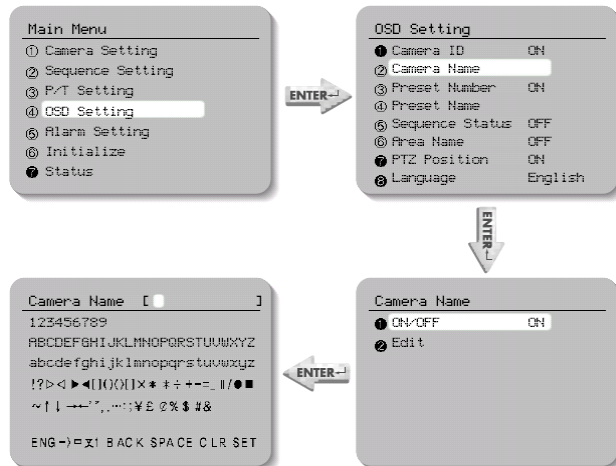 Main Menu
① Camera Setting
② Sequence Setting
③ P/T Setting
④ OSD Setting
⑤ Alarm Setting
⑥ Initialize
❼ Status
ENTER↵
OSD Setting
❶ Camera ID ON
② Camera Name
③ Preset Number ON
④ Preset Name
⑤ Sequence Status OFF
⑥ Area Name OFF
❼ PTZ Position ON
❽ Language English
ENTER↵
Camera Name
❶ ON/OFF ON
❷ Edit
ENTER↵
Camera Name [ ]
123456789
ABCDEFGHIJKLMNOPQRSTUVWXYZ
abcdefghijklmnopqrstuvwxyz
!?▷◁▶◀[]()⟨⟩[]×∗ ‡÷+-=_ ‖/●■
~↑↓→←‘”,.···:;¥£ @%$ #&
ENG->ㅁㅈ↑ BACK SPACE CLR SET